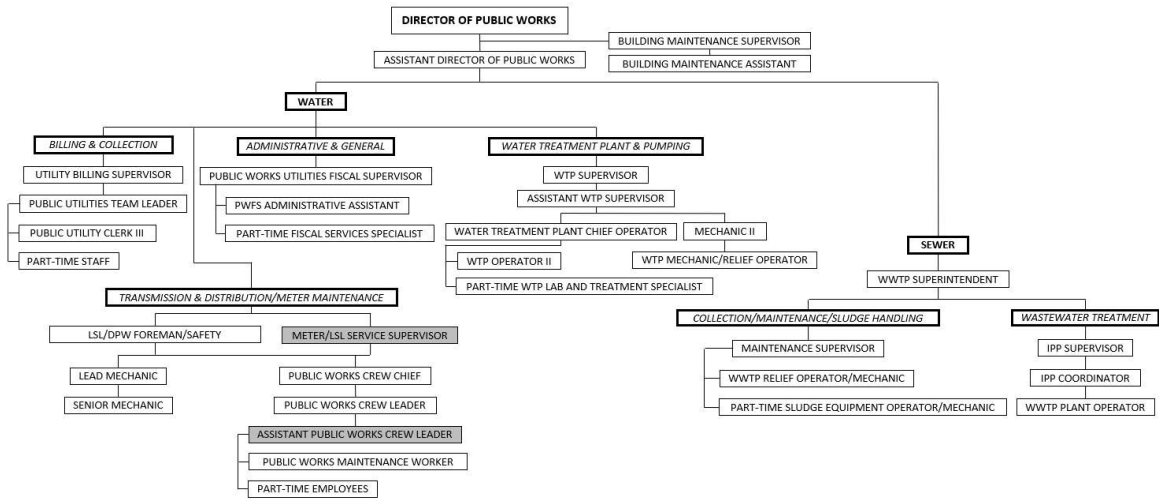 DIRECTOR OF PUBLIC WORKS
BUILDING MAINTENANCE SUPERVISOR
ASSISTANT DIRECTOR OF PUBLIC WORKS
BUILDING MAINTENANCE ASSISTANT
WATER
BILLING & COLLECTION
ADMINISTRATIVE & GENERAL
WATER TREATMENT PLANT & PUMPING
UTILITY BILLING SUPERVISOR
PUBLIC WORKS UTILITIES FISCAL SUPERVISOR
WTP SUPERVISOR
PUBLIC UTILITIES TEAM LEADER
PWFS ADMINISTRATIVE ASSISTANT
ASSISTANT WTP SUPERVISOR
PUBLIC UTILITY CLERK III
PART-TIME FISCAL SERVICES SPECIALIST
WATER TREATMENT PLANT CHIEF OPERATOR
MECHANIC II
SEWER
PART-TIME STAFF
WTP OPERATOR II
WTP MECHANIC/RELIEF OPERATOR
WWTP SUPERINTENDENT
PART-TIME WTP LAB AND TREATMENT SPECIALIST
TRANSMISSION & DISTRIBUTION/METER MAINTENANCE
COLLECTION/MAINTENANCE/SLUDGE HANDLING
WASTEWATER TREATMENT
LSL/DPW FOREMAN/SAFETY
METER/LSL SERVICE SUPERVISOR
MAINTENANCE SUPERVISOR
IPP SUPERVISOR
LEAD MECHANIC
PUBLIC WORKS CREW CHIEF
WWTP RELIEF OPERATOR/MECHANIC
IPP COORDINATOR
SENIOR MECHANIC
PUBLIC WORKS CREW LEADER
PART-TIME SLUDGE EQUIPMENT OPERATOR/MECHANIC
WWTP PLANT OPERATOR
ASSISTANT PUBLIC WORKS CREW LEADER
PUBLIC WORKS MAINTENANCE WORKER
PART-TIME EMPLOYEES